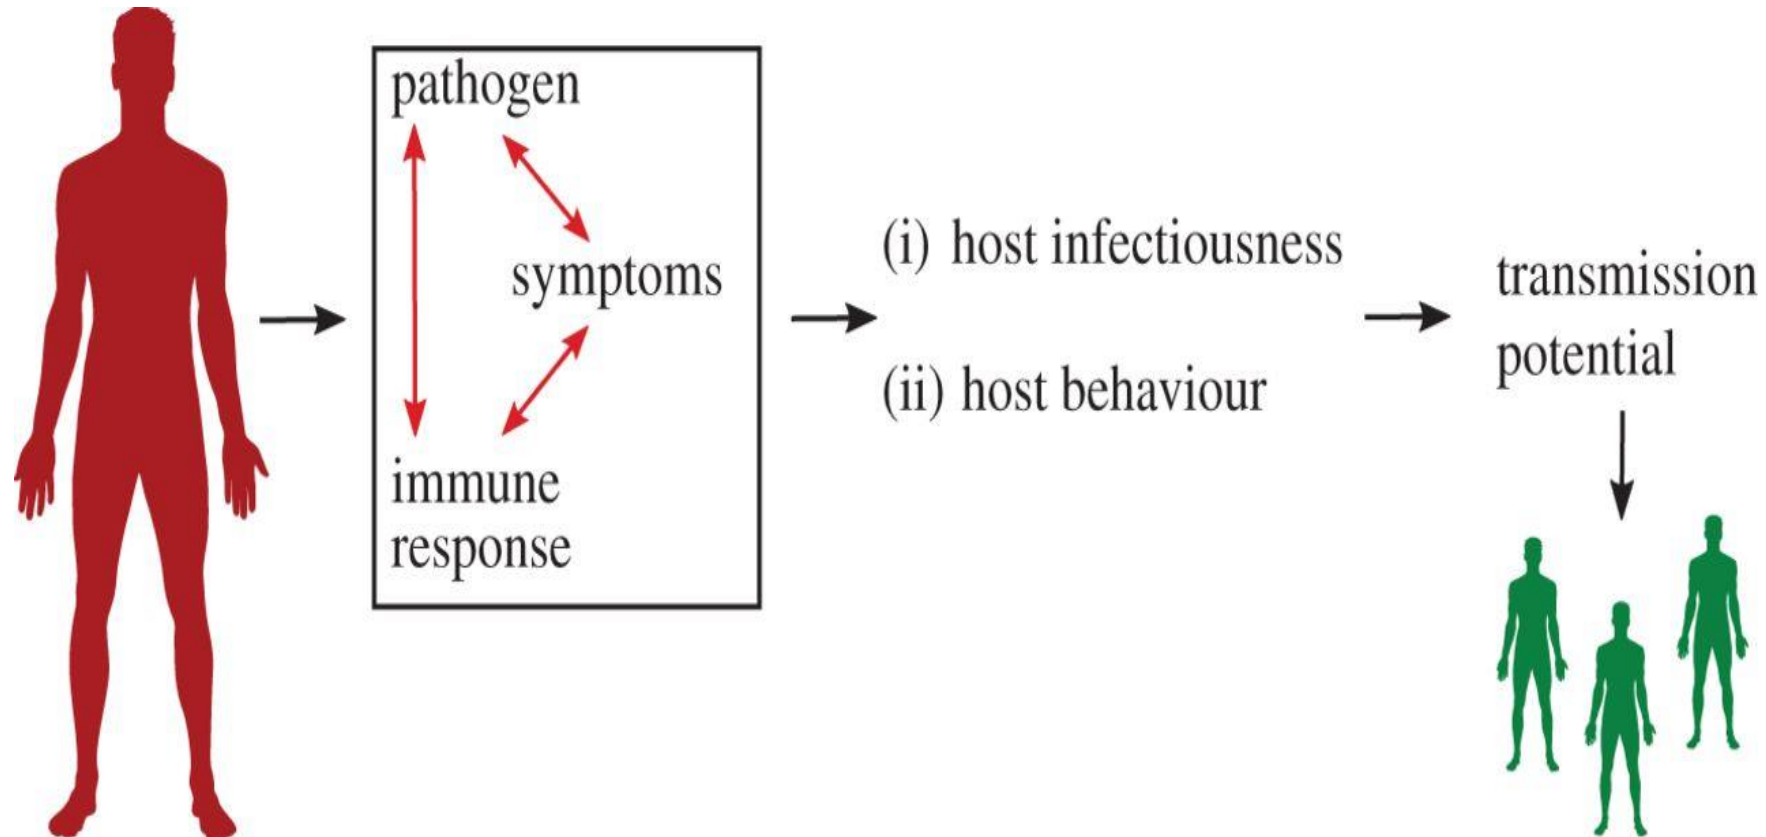 pathogen
symptoms
immune
response
(i) host infectiousness
(ii) host behaviour
transmission
potential